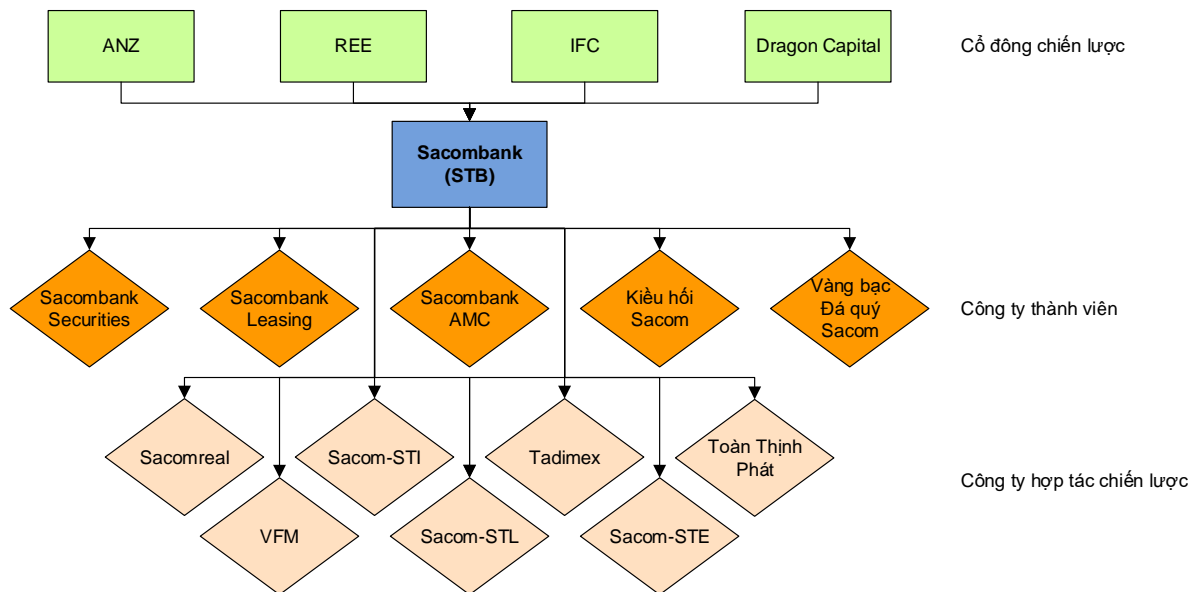 ANZ
REE
IFC
Dragon Capital
Cổ đông chiến lược
Sacombank
(STB)
Sacombank
Securities
Sacombank
Leasing
Sacombank
AMC
Kiều hối
Sacom
Vàng bạc
Đá quý
Sacom
Công ty thành viên
Sacomreal
Sacom-STI
Tadimex
Toàn Thịnh
Phát
Công ty hợp tác chiến lược
VFM
Sacom-STL
Sacom-STE